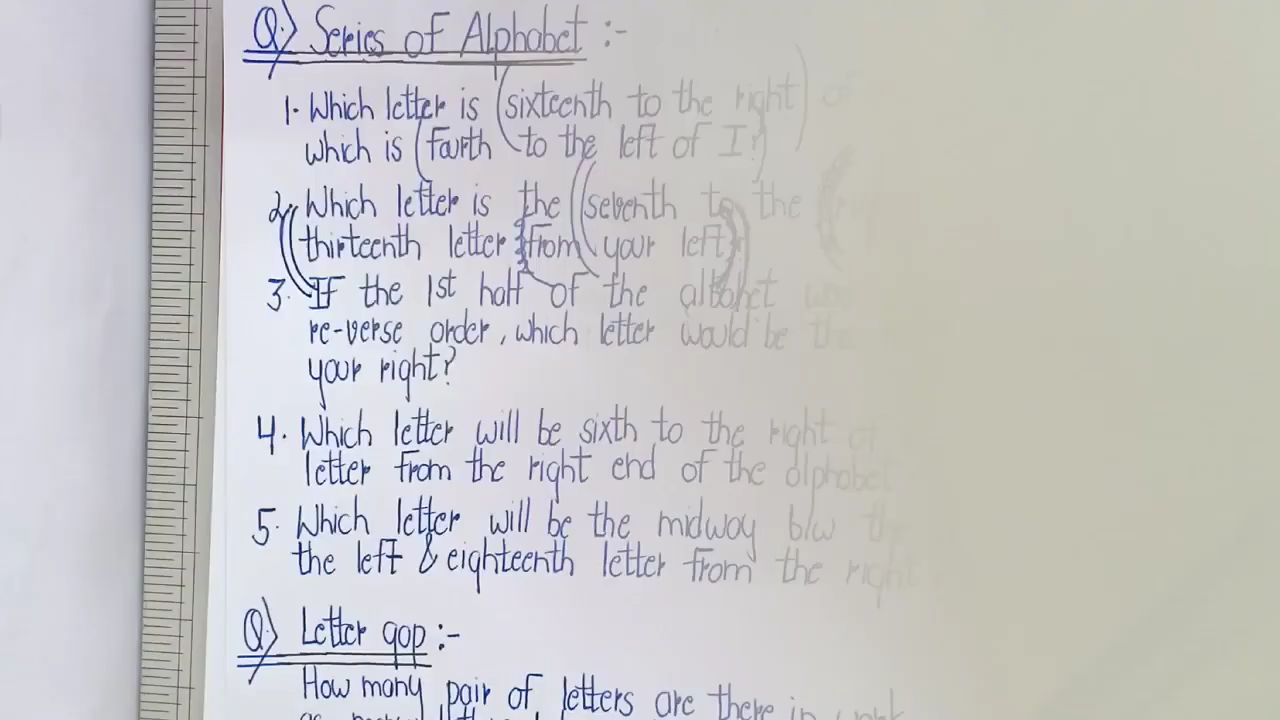 Q.) Series of Alphabet :-
1. Which letter is (sixteenth to the right) of
which is (fourth to the left of I?)
2. Which letter is the (seventh to the
thirteenth letter from your left)
3. If the 1st half of the
re-verse order, which letter would be the
your right?
4. Which letter will be sixth to the right of
letter from the right end of the alphabet
5. Which letter will be the midway b/w the
the left & eighteenth letter from the right
Q.) Letter gap :-
How many pair of letters are there in